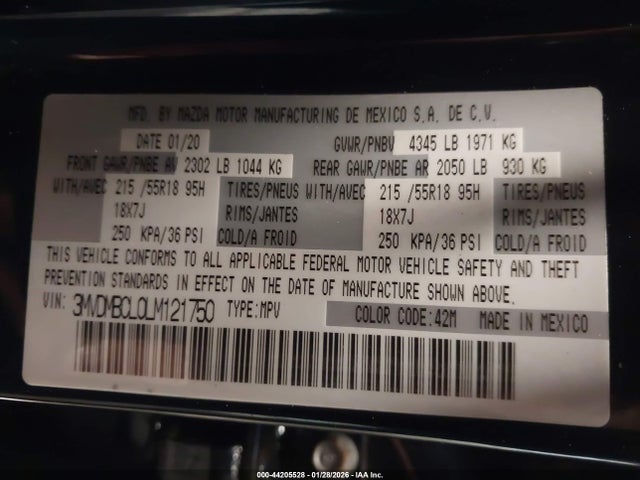 MFD. BY MAZDA MOTOR MANUFACTURING DE MEXICO S.A. DE C.V.
DATE 01/20 GVWR/PNBV 4345 LB 1971 KG
FRONT GAWR/PNBE AV 2302 LB 1044 KG REAR GAWR/PNBE AR 2050 LB 930 KG
WITH/AVEC 215 /55R18 95H TIRES/PNEUS WITH/AVEC 215 /55R18 95H TIRES/PNEUS
18X7J RIMS/JANTES 18X7J RIMS/JANTES
250 KPA/36 PSI COLD/A FROID 250 KPA/36 PSI COLD/A FROID
THIS VEHICLE CONFORMS TO ALL APPLICABLE FEDERAL MOTOR VEHICLE SAFETY AND THEFT
PREVENTION STANDARDS IN EFFECT ON THE DATE OF MANUFACTURE SHOWN ABOVE.
VIN: 3MVDMBCL0LM121750 TYPE:MPV COLOR CODE:42M MADE IN MEXICO
000-44205528 - 01/28/2026 - IAA Inc.